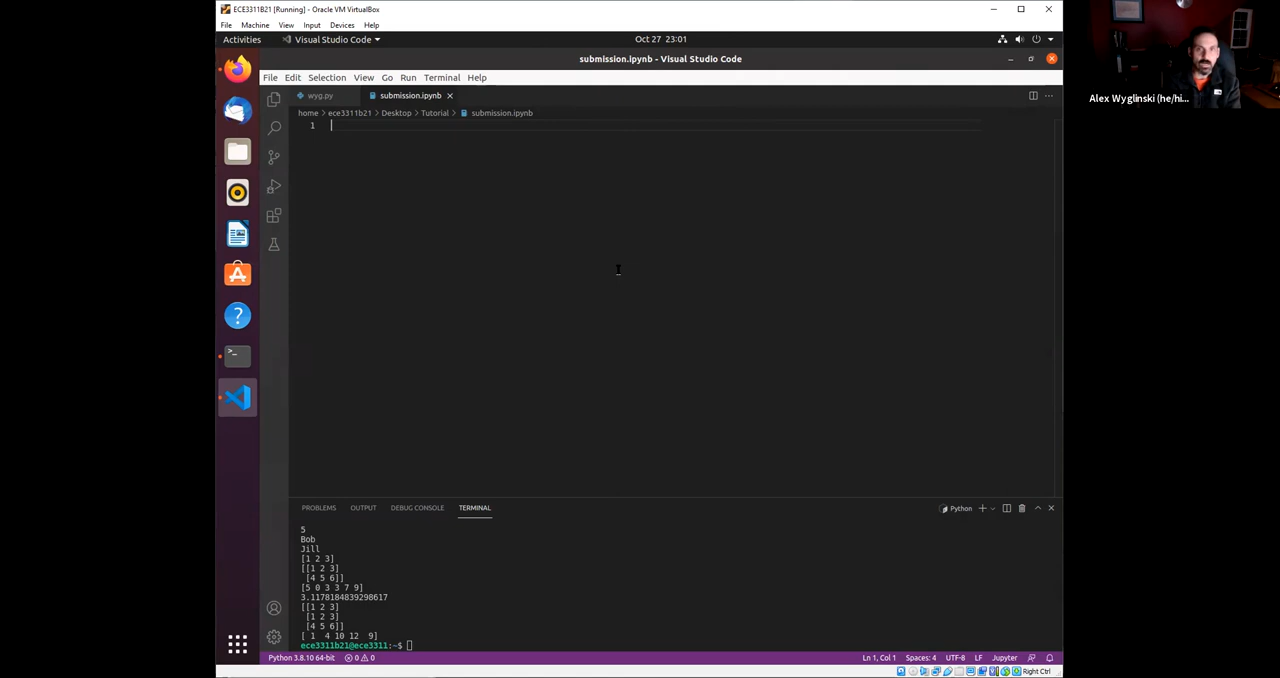 ECE3311B21 [Running] - Oracle VM VirtualBox
File Machine View Input Devices Help
Activities Visual Studio Code Oct 27 23:01
submission.ipynb - Visual Studio Code
File Edit Selection View Go Run Terminal Help
wyg.py submission.ipynb
Alex Wyglinski (he/hi...
home > ece3311b21 > Desktop > Tutorial > submission.ipynb
1
PROBLEMS OUTPUT DEBUG CONSOLE TERMINAL Python
5
Bob
Jill
[1 2 3]
[[1 2 3]
[4 5 6]]
[5 0 3 3 7 9]
3.1178184839298617
[[1 2 3]
[1 2 3]
[4 5 6]]
[ 1 4 10 12 9]
ece3311b21@ece3311:~$
Python 3.8.10 64-bit 0 0 Ln 1, Col 1 Spaces: 4 UTF-8 LF Jupyter
Right Ctrl